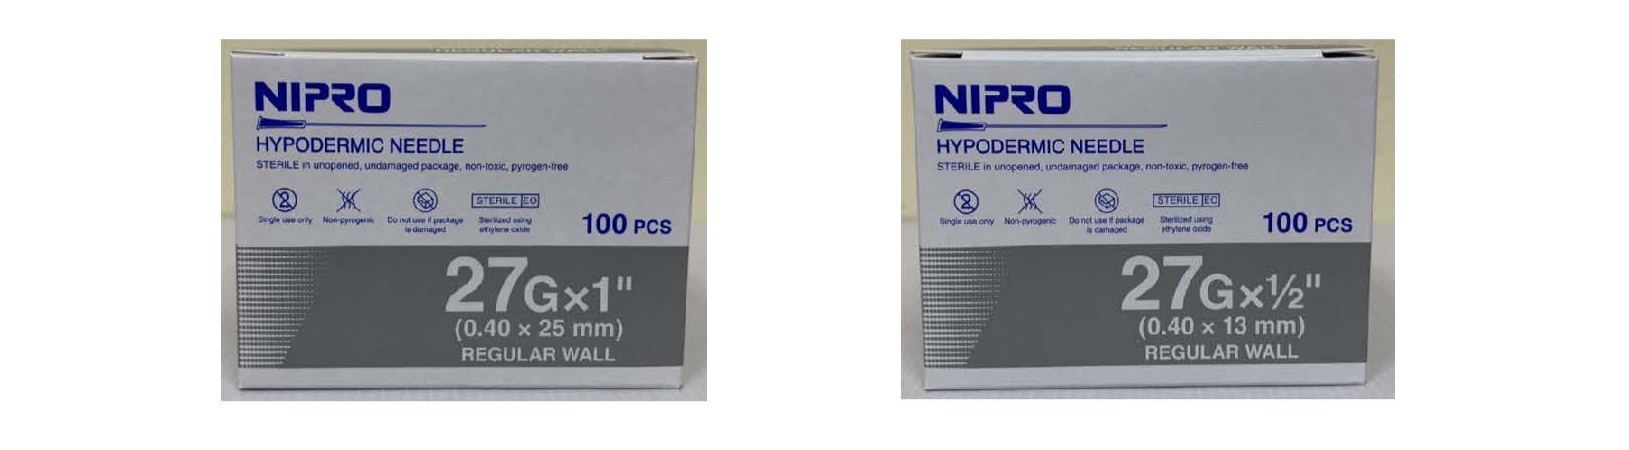 REGULAR WALL
NIPRO
HYPODERMIC NEEDLE
STERILE in unopened, undamaged package, non-toxic, pyrogen-free
STERILE EO
Single use only
Non-pyrogenic
Do not use if package
is damaged
Sterilized using
ethylene oxide
100 PCS
27G×1"
(0.40 × 25 mm)
REGULAR WALL
REGULAR WALL
NIPRO
HYPODERMIC NEEDLE
STERILE in unopened, undamaged package, non-toxic, pyrogen-free
STERILE EO
Single use only
Non-pyrogenic
Do not use if package
is damaged
Sterilized using
ethylene oxide
100 PCS
27G×½"
(0.40 × 13 mm)
REGULAR WALL